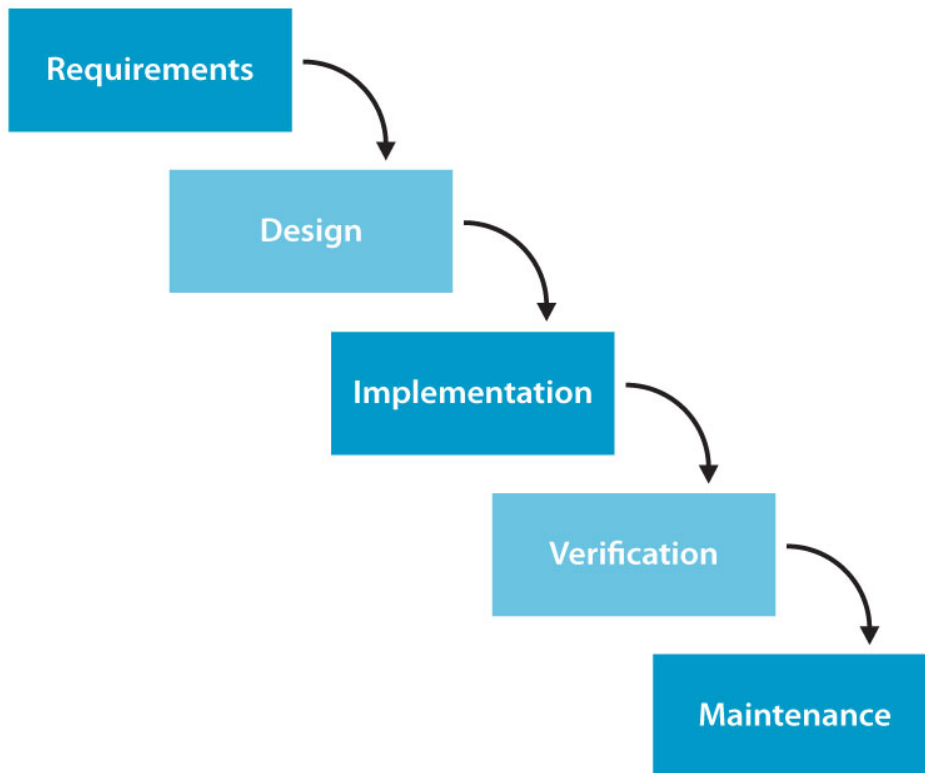 Requirements
Design
Implementation
Verification
Maintenance